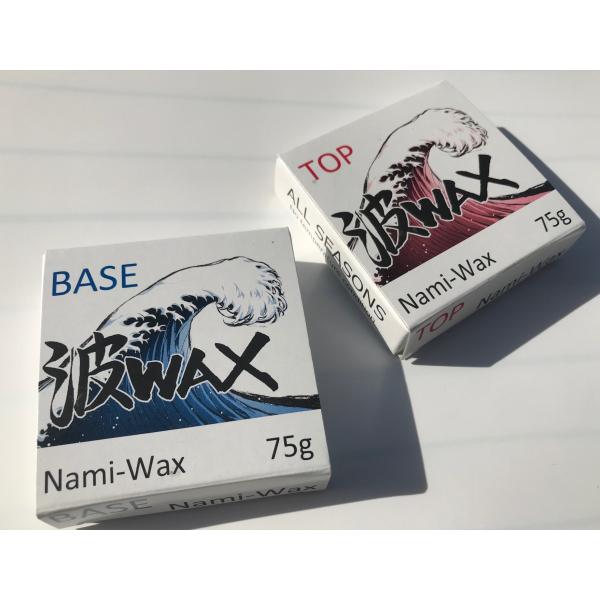 BASE
波WAX
Nami-Wax 75g
BASE Nami-Wax
TOP
波WAX
Nami-Wax 75g
TOP Nami-Wax
ALL SEASONS